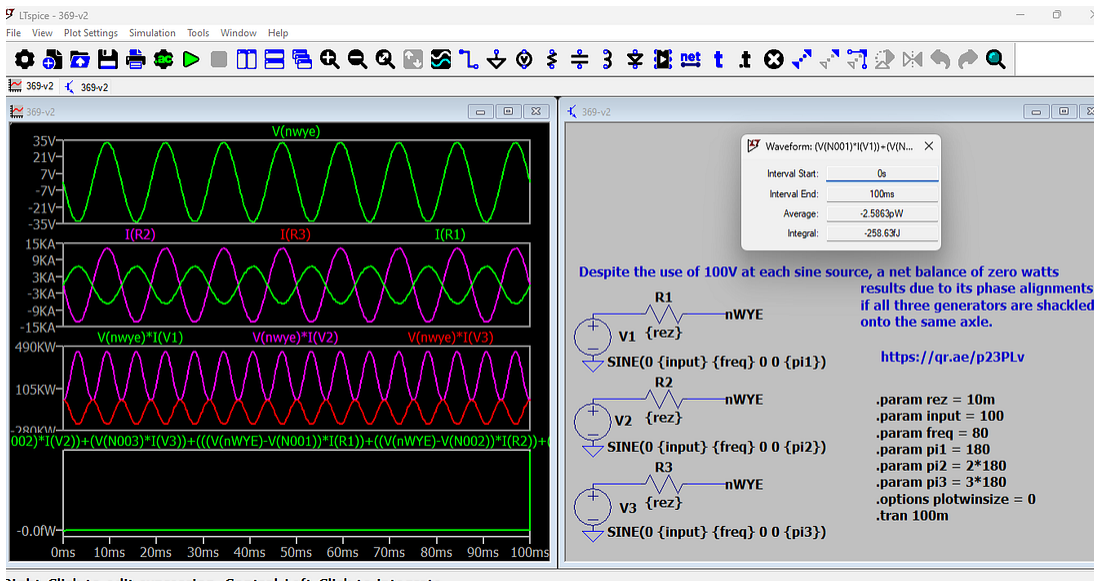 LTspice - 369-v2
File View Plot Settings Simulation Tools Window Help
.ac
net t .t
369-v2 369-v2
369-v2
V(nwye)
35V
21V
7V
-7V
-21V
-35V
I(R2) I(R3) I(R1)
15KA
9KA
3KA
-3KA
-9KA
-15KA
V(nwye)*I(V1) V(nwye)*I(V2) V(nwye)*I(V3)
490KW
105KW
-280KW
002)*I(V2))+(V(N003)*I(V3))+(((V(nWYE)-V(N001))*I(R1))+((V(nWYE)-V(N002))*I(R2))+(
-0.0fW
0ms 10ms 20ms 30ms 40ms 50ms 60ms 70ms 80ms 90ms 100ms
369-v2
Waveform: (V(N001)*I(V1))+(V(N...
Interval Start: 0s
Interval End: 100ms
Average: -2.5863pW
Integral: -258.63fJ
Despite the use of 100V at each sine source, a net balance of zero watts
results due to its phase alignments
if all three generators are shackled
onto the same axle.
https://qr.ae/p23PLv
R1
nWYE
V1 {rez}
SINE(0 {input} {freq} 0 0 {pi1})
R2
nWYE
V2 {rez}
SINE(0 {input} {freq} 0 0 {pi2})
R3
nWYE
V3 {rez}
SINE(0 {input} {freq} 0 0 {pi3})
.param rez = 10m
.param input = 100
.param freq = 80
.param pi1 = 180
.param pi2 = 2*180
.param pi3 = 3*180
.options plotwinsize = 0
.tran 100m